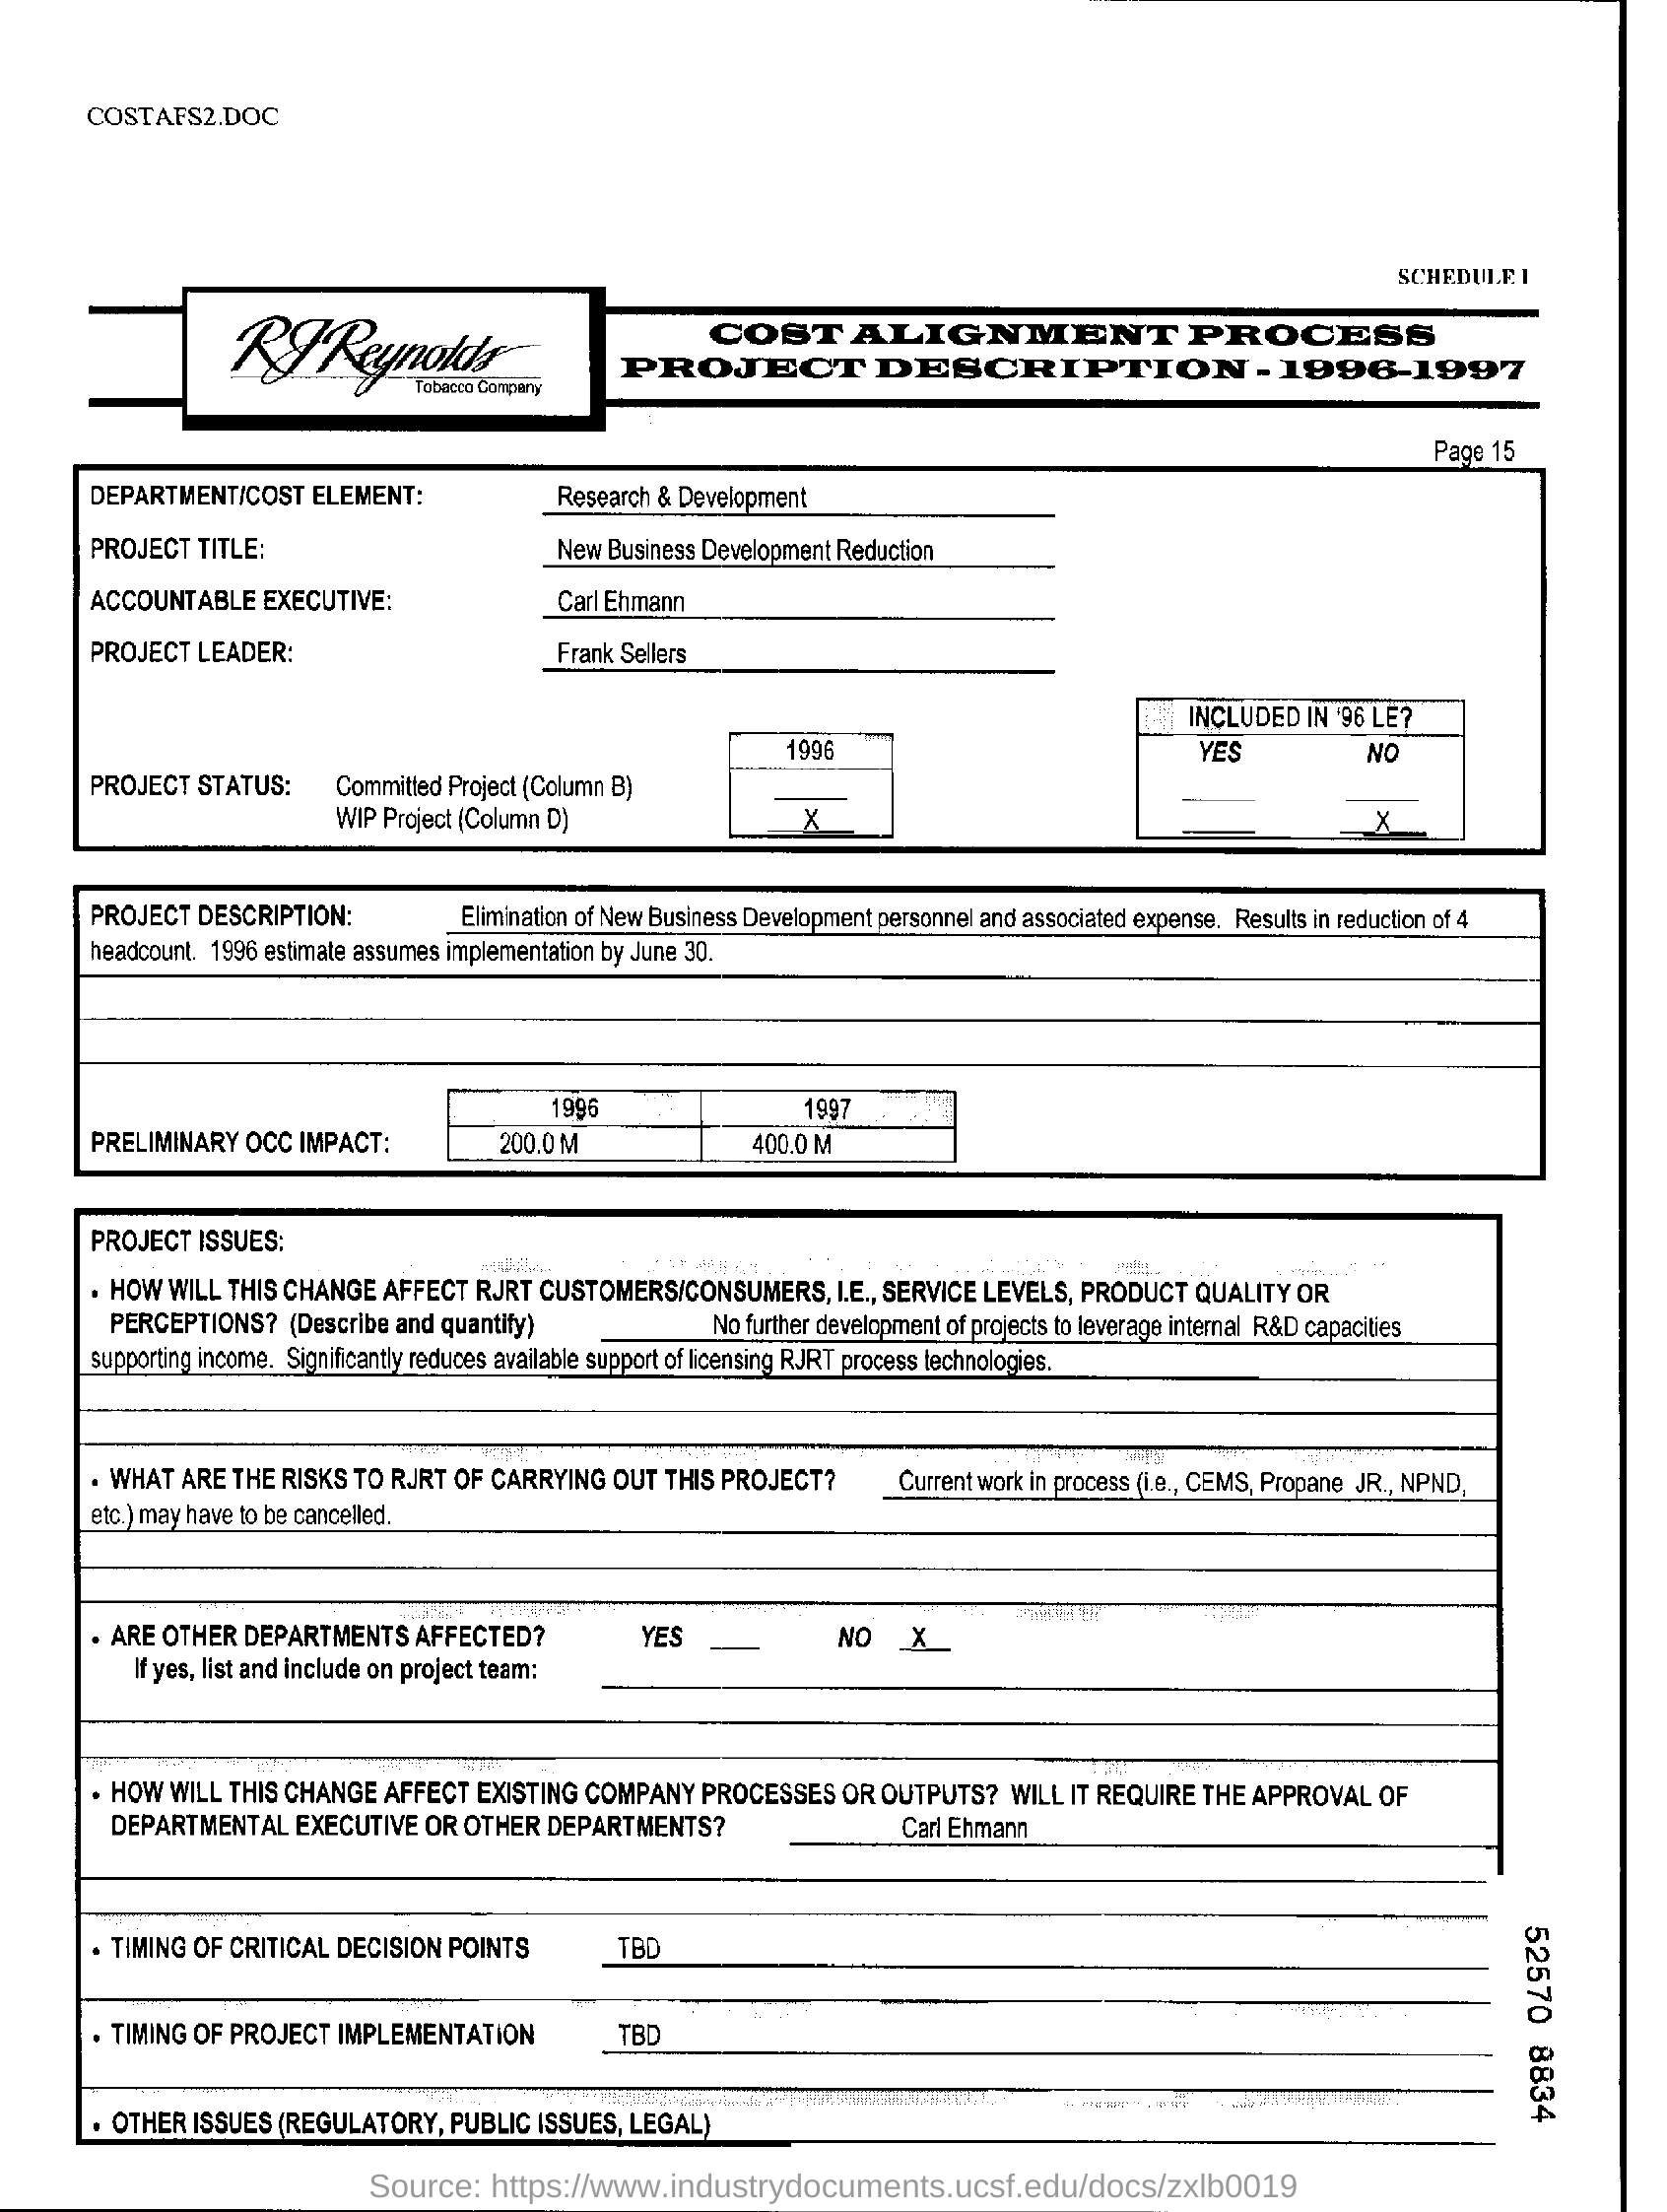 COSTAFS2.DOC
SCHEDULE I
RJReynolds
Tobacco Company
COST ALIGNMENT PROCESS
PROJECT DESCRIPTION - 1996-1997
Page 15
DEPARTMENT/COST ELEMENT: Research & Development
PROJECT TITLE: New Business Development Reduction
ACCOUNTABLE EXECUTIVE: Carl Ehmann
PROJECT LEADER: Frank Sellers
INCLUDED IN '96 LE?
1996 YES NO
PROJECT STATUS: Committed Project (Column B)
WIP Project (Column D) X X
PROJECT DESCRIPTION: Elimination of New Business Development personnel and associated expense. Results in reduction of 4
headcount. 1996 estimate assumes implementation by June 30.
1996 1997
PRELIMINARY OCC IMPACT: 200.0 M 400.0 M
PROJECT ISSUES:
• HOW WILL THIS CHANGE AFFECT RJRT CUSTOMERS/CONSUMERS, I.E., SERVICE LEVELS, PRODUCT QUALITY OR
PERCEPTIONS? (Describe and quantify) No further development of projects to leverage internal R&D capacities
supporting income. Significantly reduces available support of licensing RJRT process technologies.
• WHAT ARE THE RISKS TO RJRT OF CARRYING OUT THIS PROJECT? Current work in process (i.e., CEMS, Propane JR., NPND,
etc.) may have to be cancelled.
• ARE OTHER DEPARTMENTS AFFECTED? YES ___ NO X
If yes, list and include on project team:
• HOW WILL THIS CHANGE AFFECT EXISTING COMPANY PROCESSES OR OUTPUTS? WILL IT REQUIRE THE APPROVAL OF
DEPARTMENTAL EXECUTIVE OR OTHER DEPARTMENTS? Carl Ehmann
• TIMING OF CRITICAL DECISION POINTS TBD
• TIMING OF PROJECT IMPLEMENTATION TBD
• OTHER ISSUES (REGULATORY, PUBLIC ISSUES, LEGAL)
52570 8834
Source: https://www.industrydocuments.ucsf.edu/docs/zxlb0019